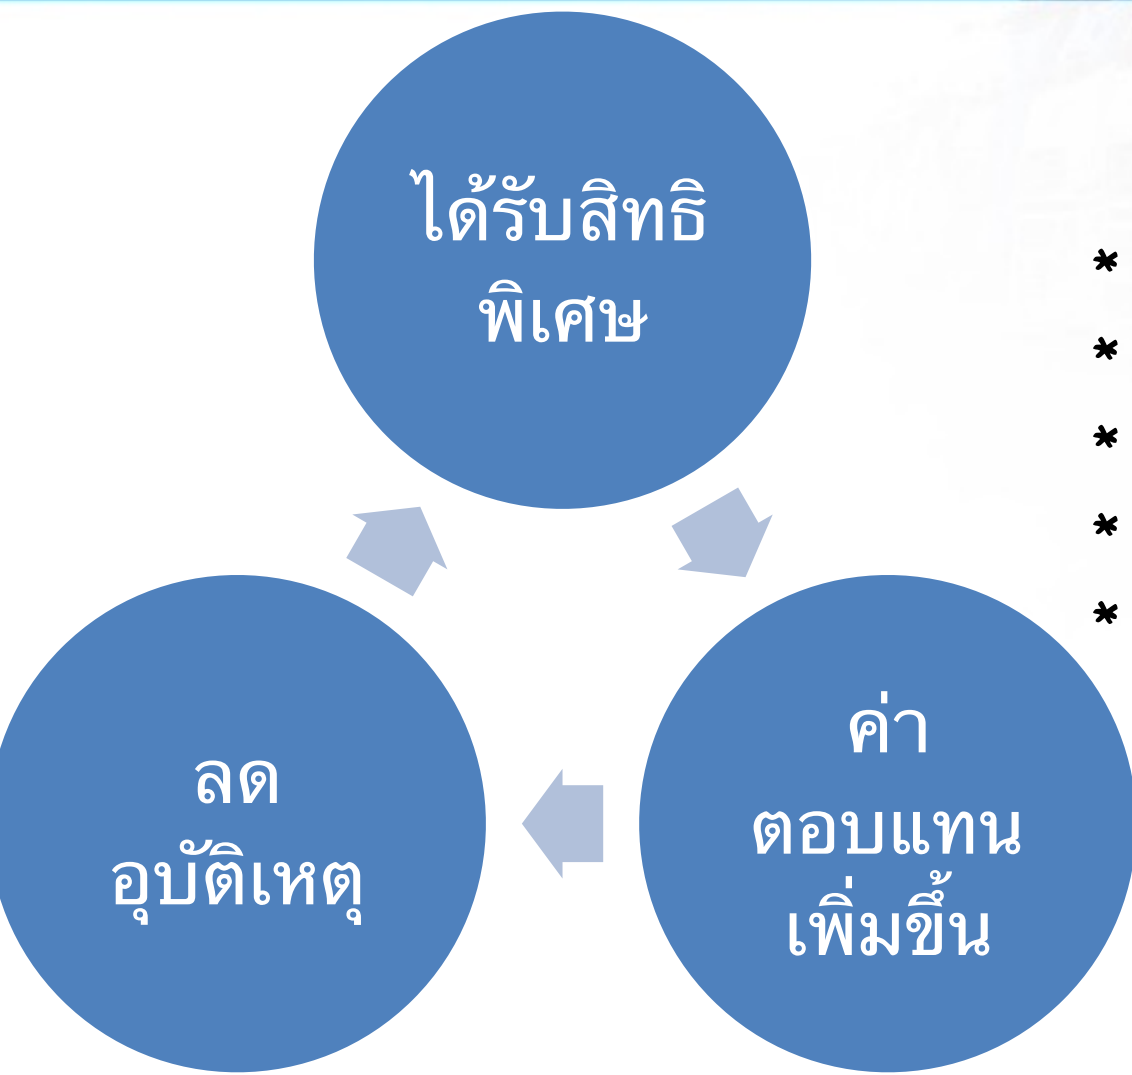 ได้รับสิทธิ
พิเศษ
*
*
*
*
*
ค่า
ตอบแทน
เพิ่มขึ้น
ลด
อุบัติเหตุ